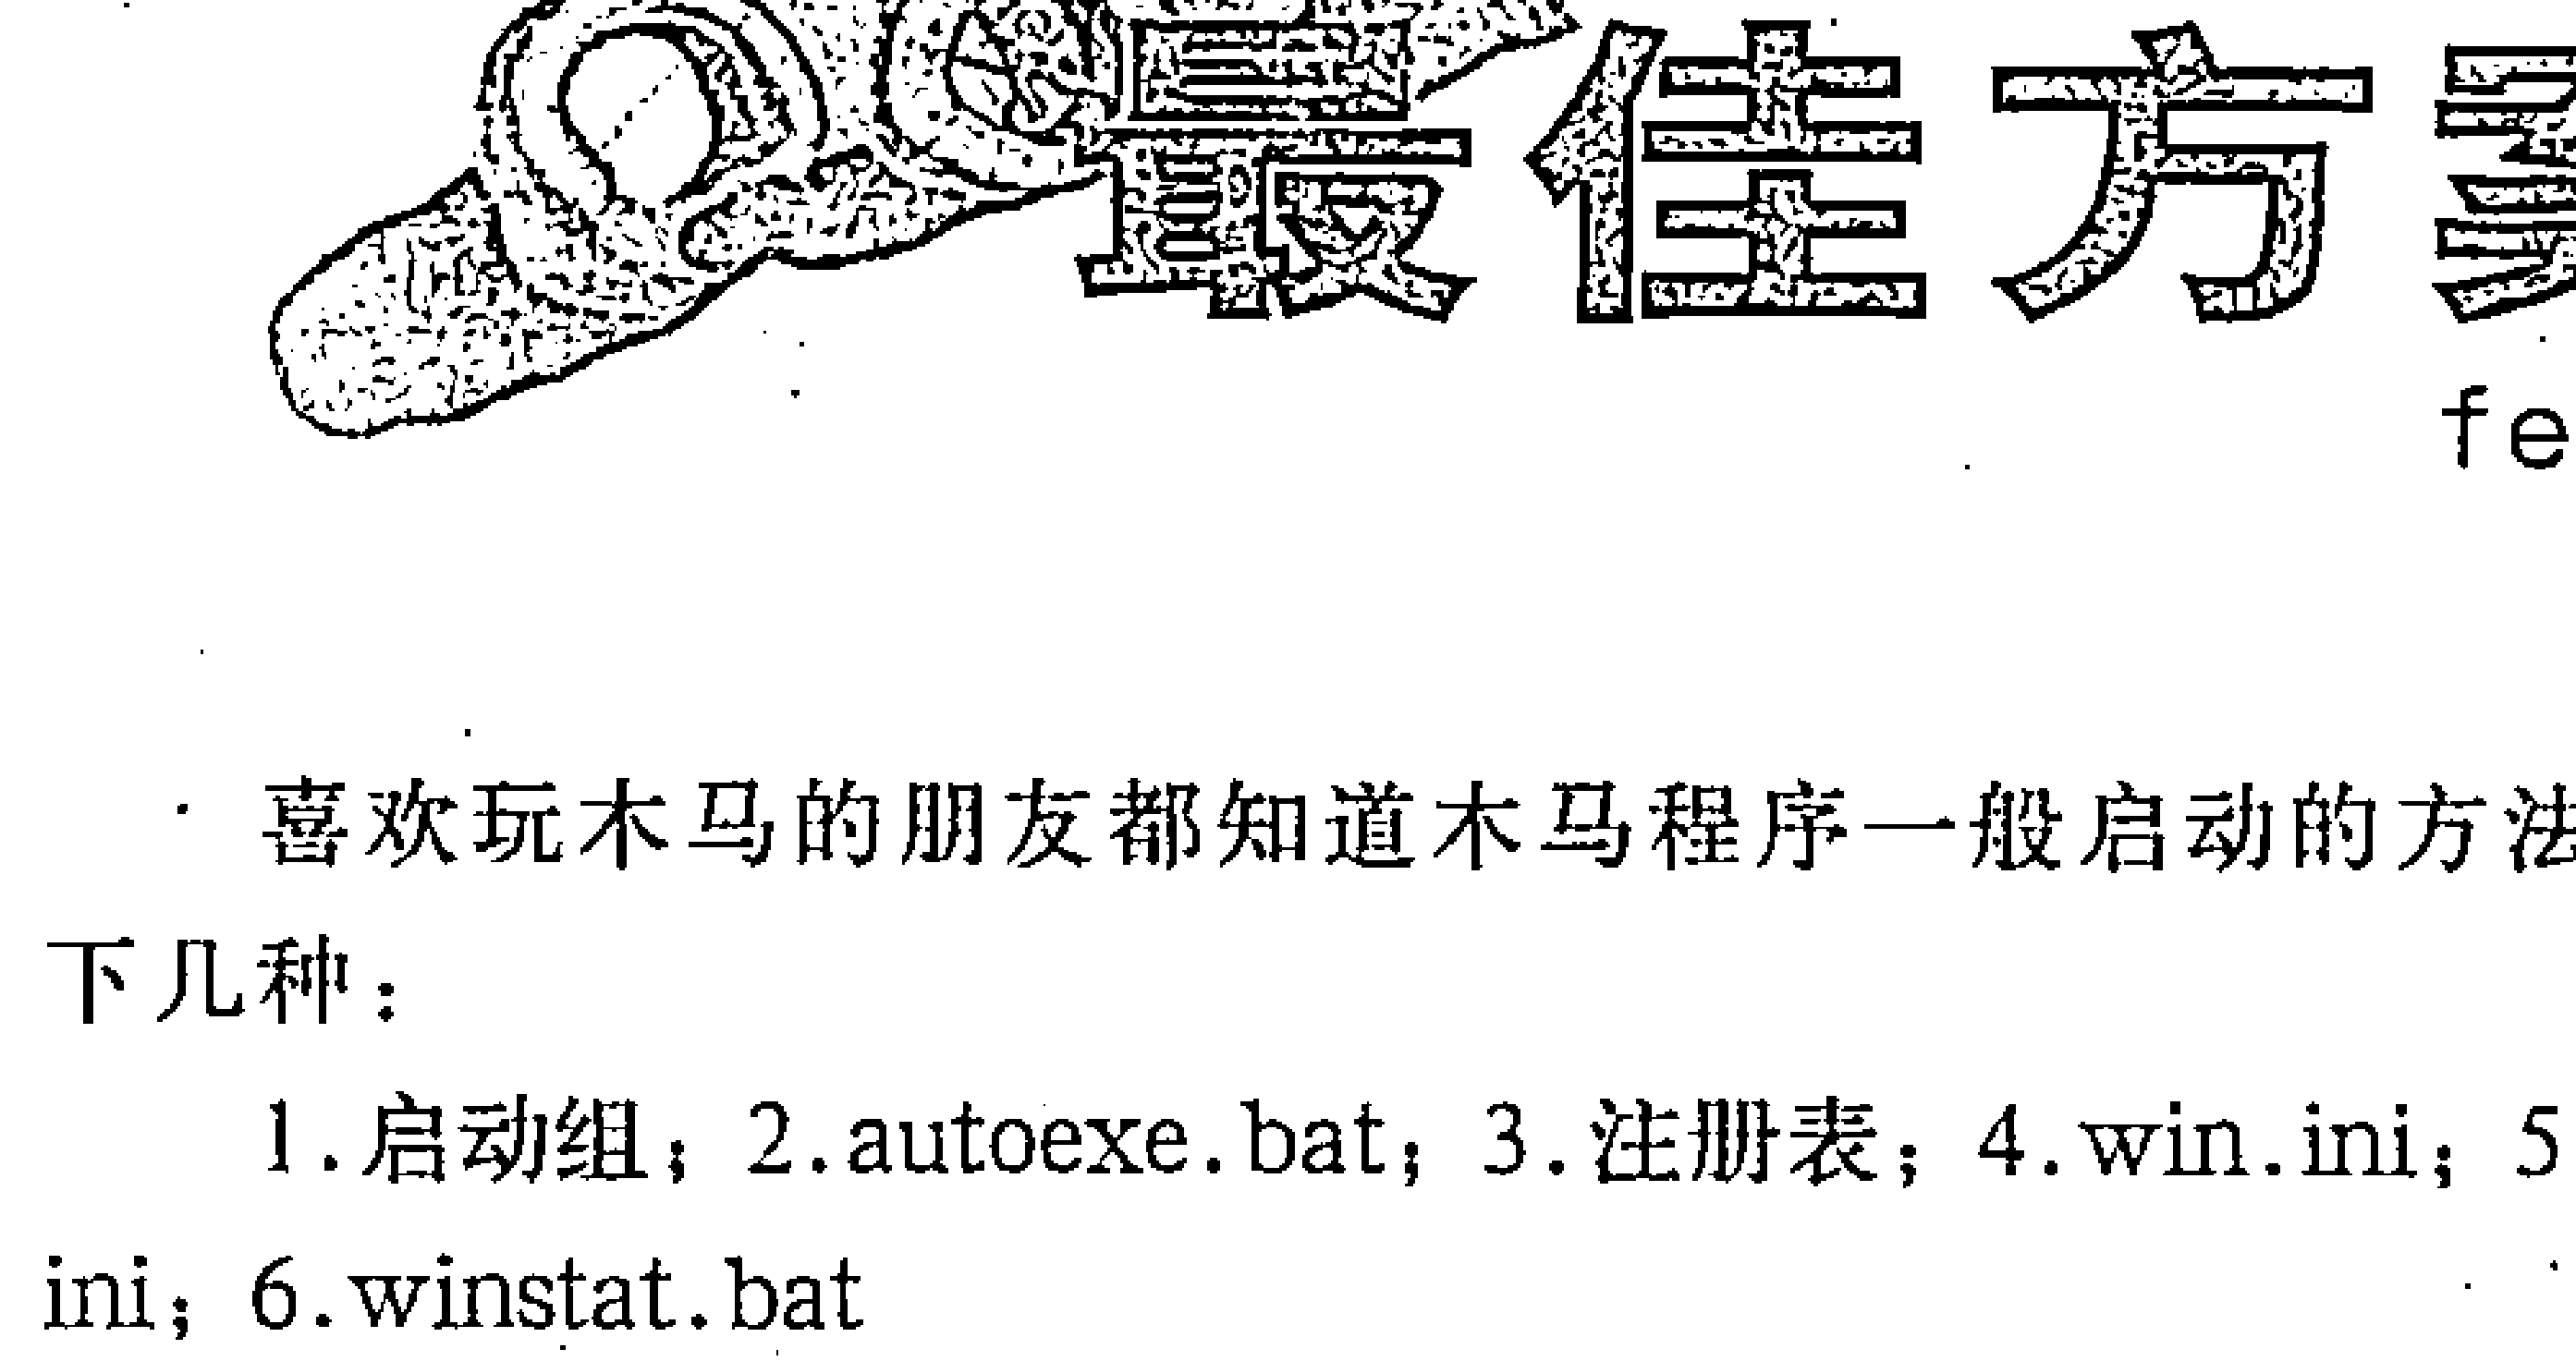 最佳方
fe
喜欢玩木马的朋友都知道木马程序一般启动的方法
下几种：
1.启动组；2.autoexe.bat；3.注册表；4.win.ini；5
ini；6.winstat.bat